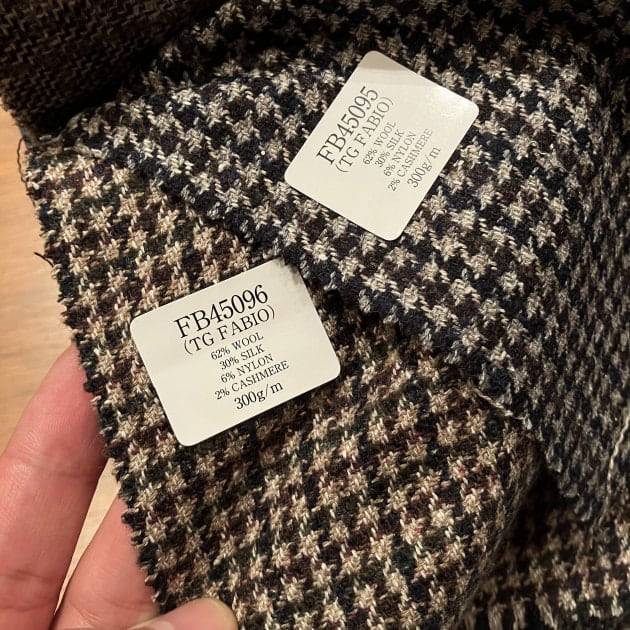 FB45095
(TG FABIO)
62% WOOL
30% SILK
6% NYLON
2% CASHMERE
300g/m
FB45096
(TG FABIO)
62% WOOL
30% SILK
6% NYLON
2% CASHMERE
300g/m